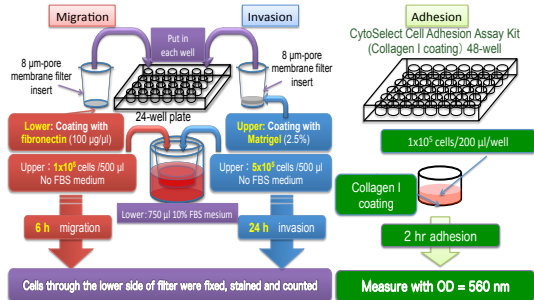 Migration
Invasion
Adhesion
CytoSelect Cell Adhesion Assay Kit
(Collagen I coating) 48-well
Put in
each well
8 µm-pore
membrane filter
insert
8 µm-pore
membrane filter
insert
24-well plate
Lower: Coating with
fibronectin (100 µg/µl)
Upper: Coating with
Matrigel (2.5%)
1x10⁵ cells/200 µl/well
Upper：1x10⁵ cells /500 µl
No FBS medium
Upper：5x10⁵ cells /500 µl
No FBS medium
Collagen I
coating
Lower：750 µl 10% FBS mesium
6 h migration
24 h invasion
2 hr adhesion
Cells through the lower side of filter were fixed, stained and counted
Measure with OD = 560 nm